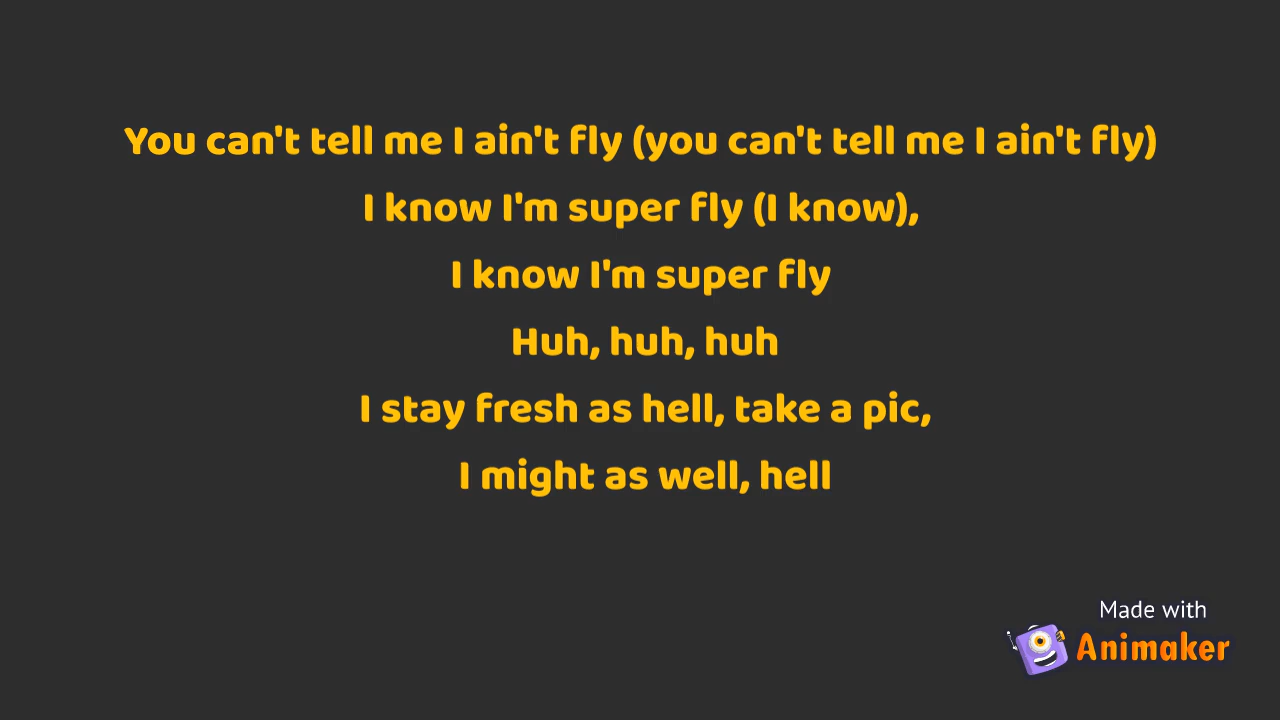 You can't tell me I ain't fly (you can't tell me I ain't fly)
I know I'm super fly (I know),
I know I'm super fly
Huh, huh, huh
I stay fresh as hell, take a pic,
I might as well, hell
Made with
Animaker